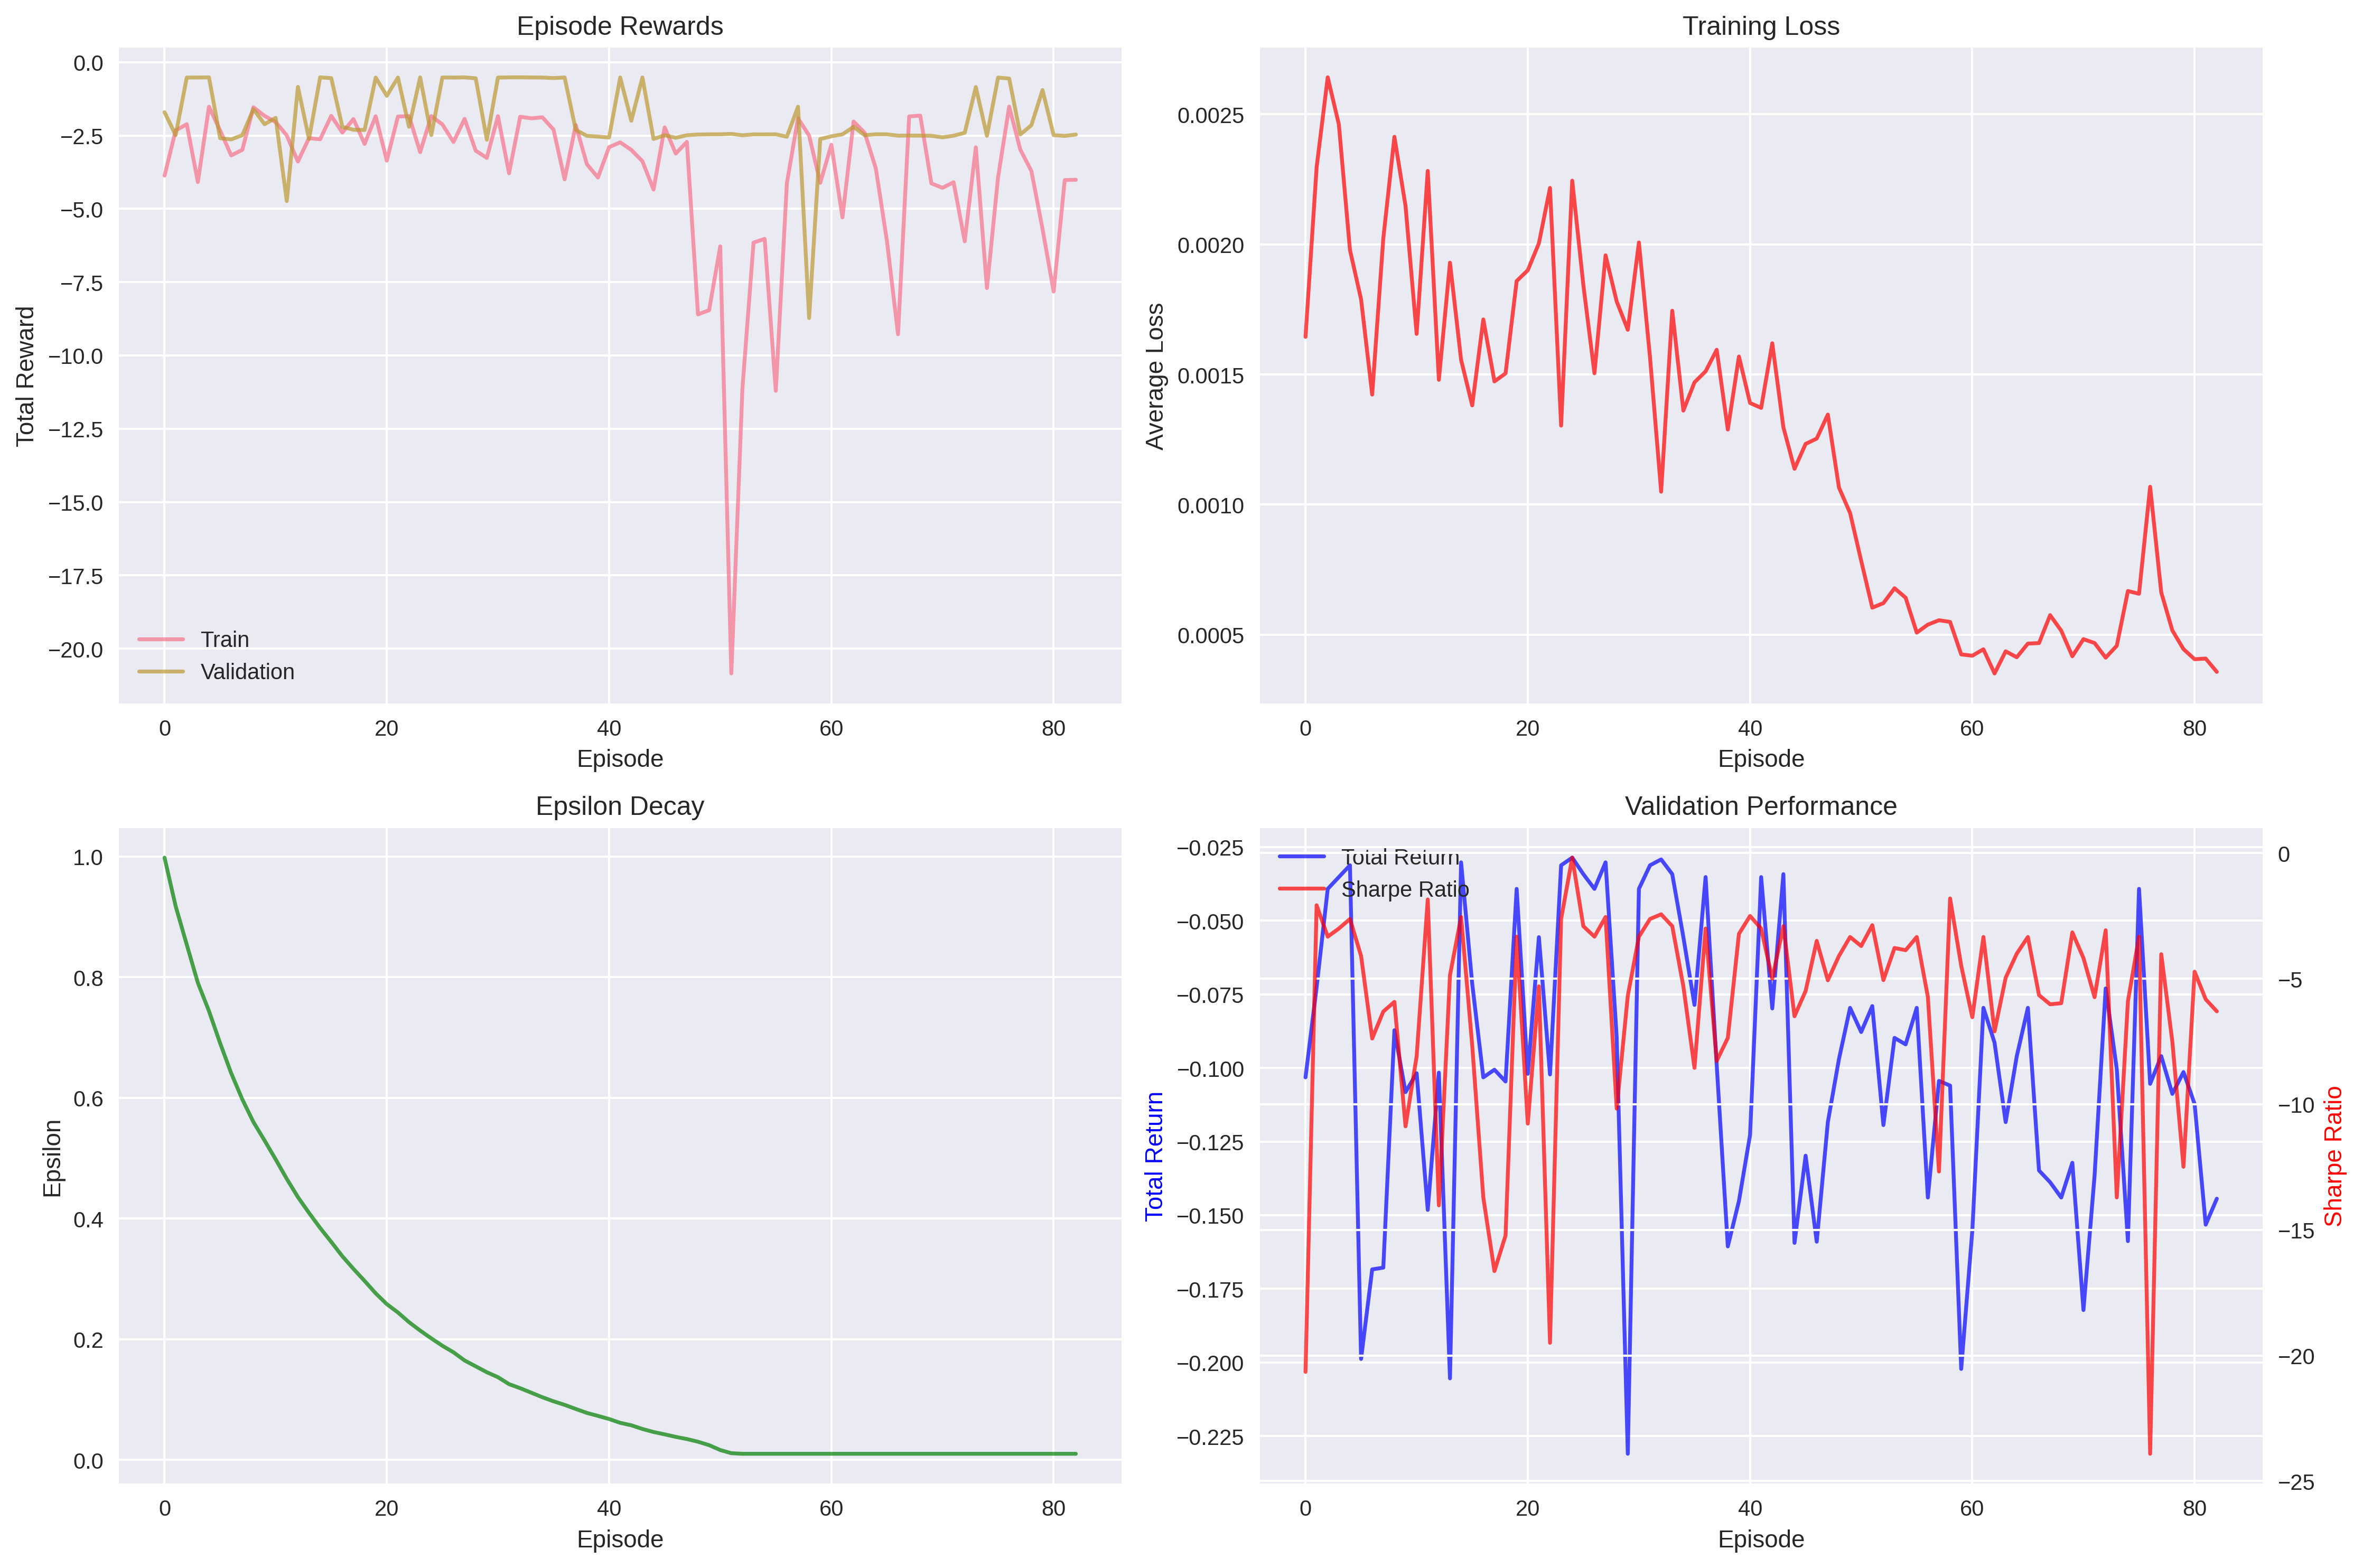 Episode Rewards
0.0
−2.5
−5.0
−7.5
−10.0
−12.5
−15.0
−17.5
−20.0
Total Reward
Train
Validation
0 20 40 60 80
Episode
Training Loss
0.0025
0.0020
0.0015
0.0010
0.0005
Average Loss
0 20 40 60 80
Episode
Epsilon Decay
1.0
0.8
0.6
0.4
0.2
0.0
Epsilon
0 20 40 60 80
Episode
Validation Performance
−0.025
−0.050
−0.075
−0.100
−0.125
−0.150
−0.175
−0.200
−0.225
Total Return
Total Return
Sharpe Ratio
0
−5
−10
−15
−20
−25
Sharpe Ratio
0 20 40 60 80
Episode